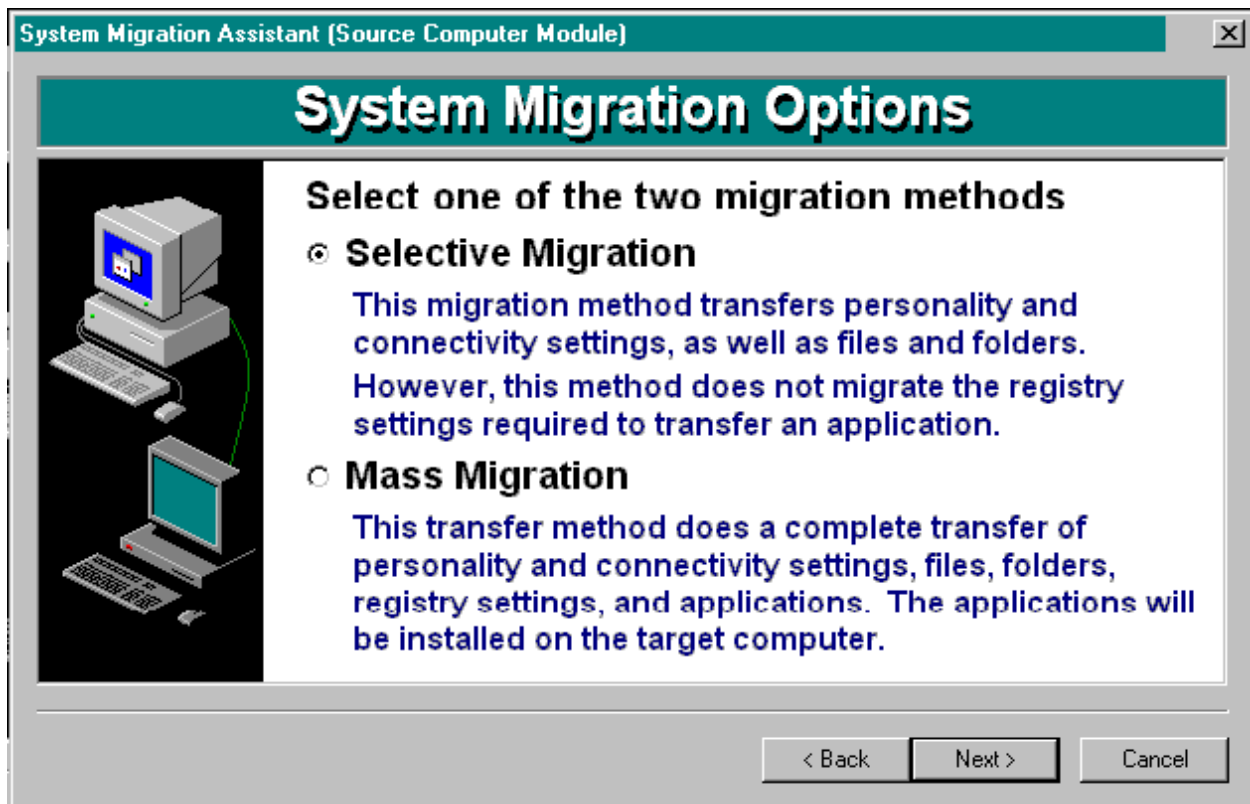 System Migration Assistant (Source Computer Module)
System Migration Options
Select one of the two migration methods
Selective Migration
This migration method transfers personality and
connectivity settings, as well as files and folders.
However, this method does not migrate the registry
settings required to transfer an application.
Mass Migration
This transfer method does a complete transfer of
personality and connectivity settings, files, folders,
registry settings, and applications.  The applications will
be installed on the target computer.
< Back
Next >
Cancel